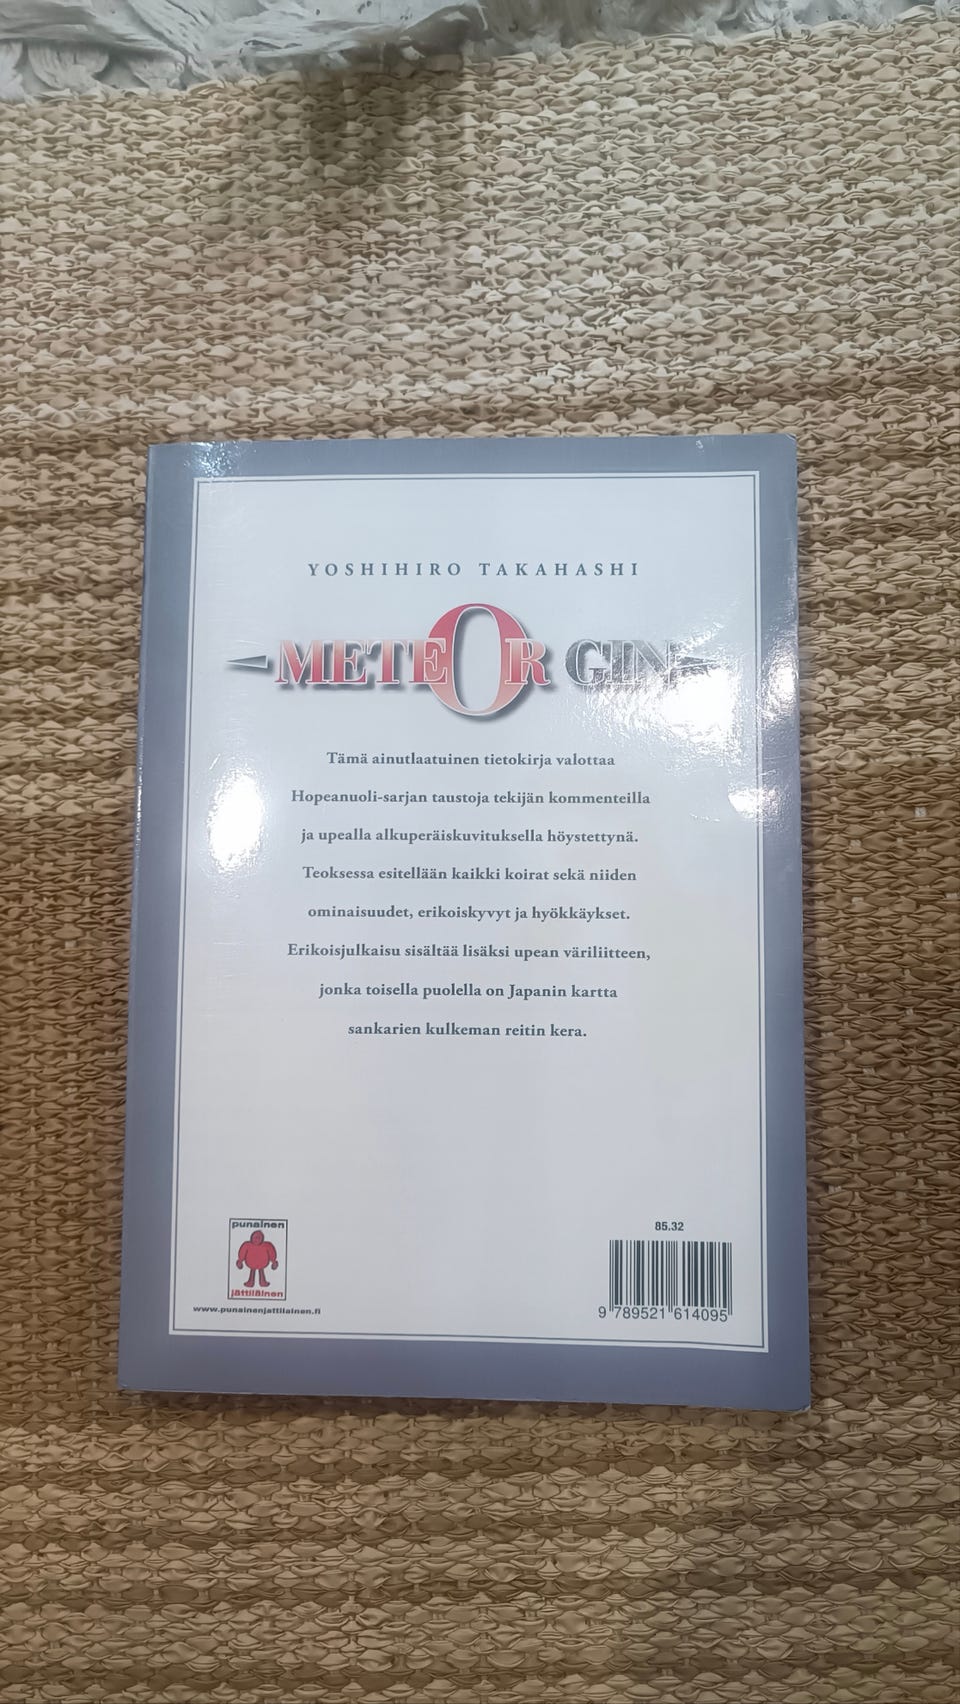 YOSHIHIRO TAKAHASHI
METEOR GIN
Tämä ainutlaatuinen tietokirja valottaa
Hopeanuoli-sarjan taustoja tekijän kommenteilla
ja upealla alkuperäiskuvituksella höystettynä.
Teoksessa esitellään kaikki koirat sekä niiden
ominaisuudet, erikoiskyvyt ja hyökkäykset.
Erikoisjulkaisu sisältää lisäksi upean väriliitteen,
jonka toisella puolella on Japanin kartta
sankarien kulkeman reitin kera.
punainen
jättiläinen
www.punainenjattilainen.fi
85.32
9 789521 614095